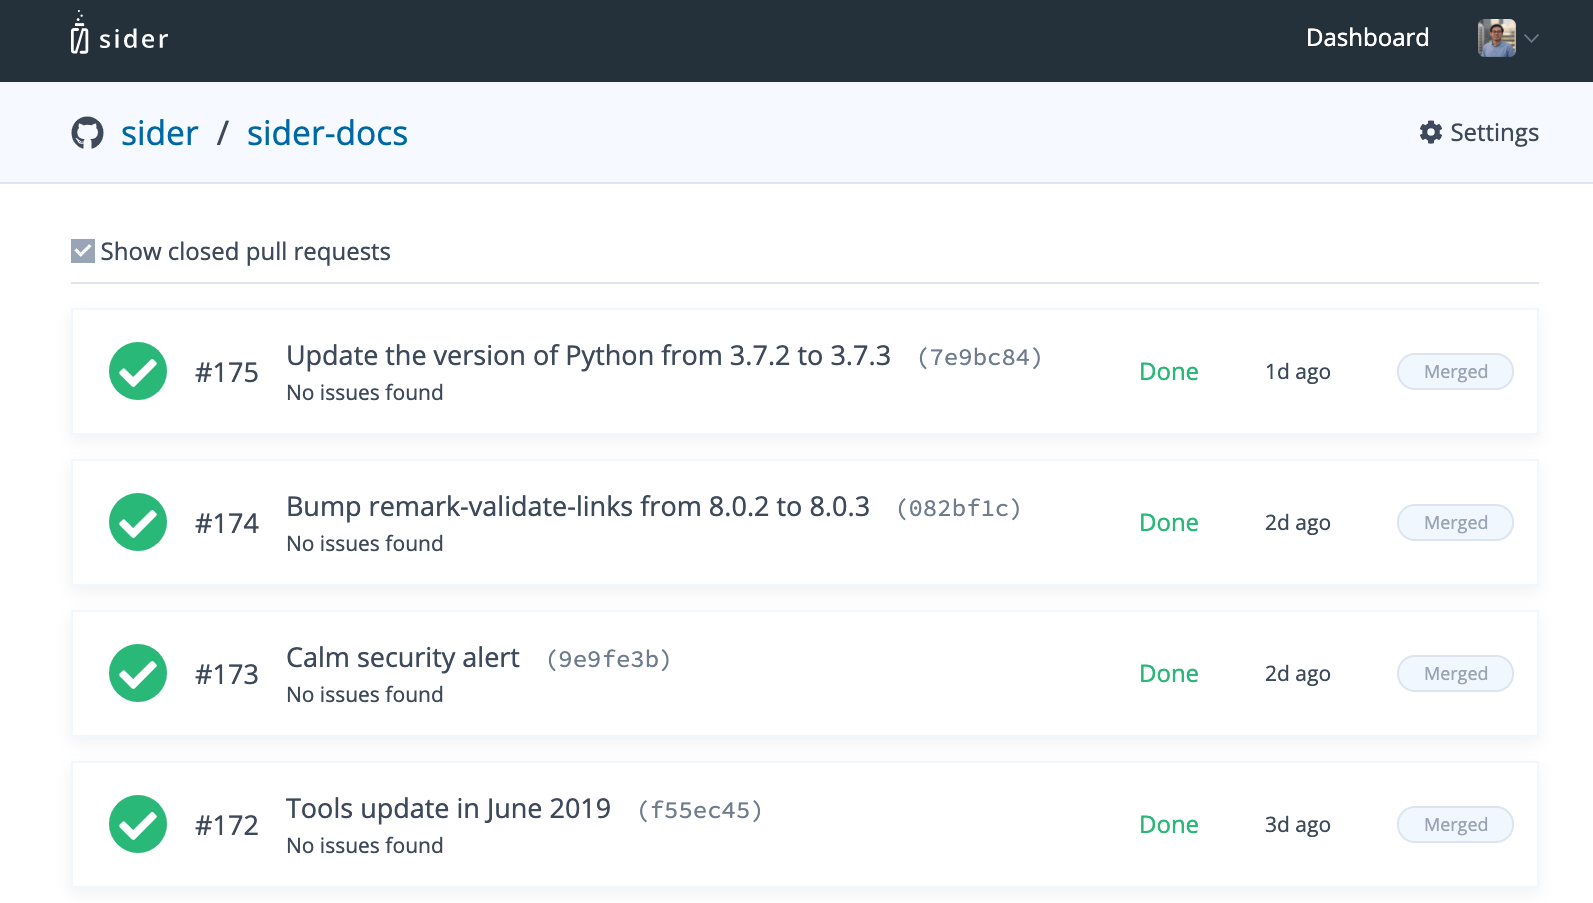 sider
Dashboard
sider / sider-docs
Settings
Show closed pull requests
#175
Update the version of Python from 3.7.2 to 3.7.3 (7e9bc84)
No issues found
Done
1d ago
Merged
#174
Bump remark-validate-links from 8.0.2 to 8.0.3 (082bf1c)
No issues found
Done
2d ago
Merged
#173
Calm security alert (9e9fe3b)
No issues found
Done
2d ago
Merged
#172
Tools update in June 2019 (f55ec45)
No issues found
Done
3d ago
Merged